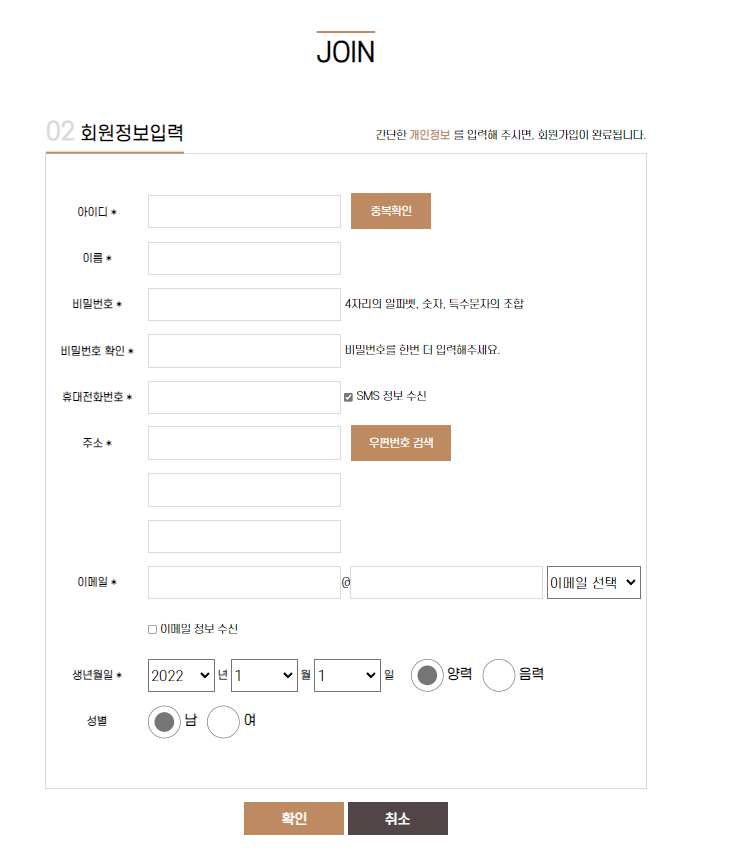 JOIN
02 회원정보입력
간단한 개인정보 를 입력해 주시면, 회원가입이 완료됩니다.
아이디 * 중복확인
이름 *
비밀번호 * 4자리의 알파벳, 숫자, 특수문자의 조합
비밀번호 확인 * 비밀번호를 한번 더 입력해주세요.
휴대전화번호 * SMS 정보 수신
주소 * 우편번호 검색
이메일 * @ 이메일 선택
이메일 정보 수신
생년월일 * 2022 년 1 월 1 일 양력 음력
성별 남 여
확인 취소